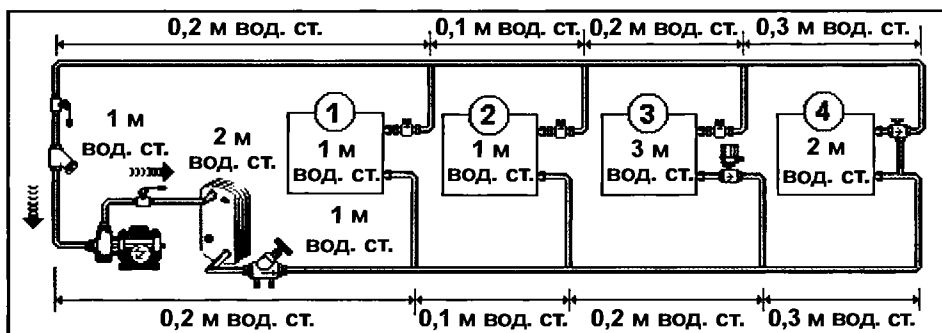 0,2 м вод. ст.
0,1 м вод. ст.
0,2 м вод. ст.
0,3 м вод. ст.
1 м
вод. ст.
2 м
вод. ст.
1
1 м
вод. ст.
2
1 м
вод. ст.
3
3 м
вод. ст.
4
2 м
вод. ст.
1 м
вод. ст.
0,2 м вод. ст.
0,1 м вод. ст.
0,2 м вод. ст.
0,3 м вод. ст.